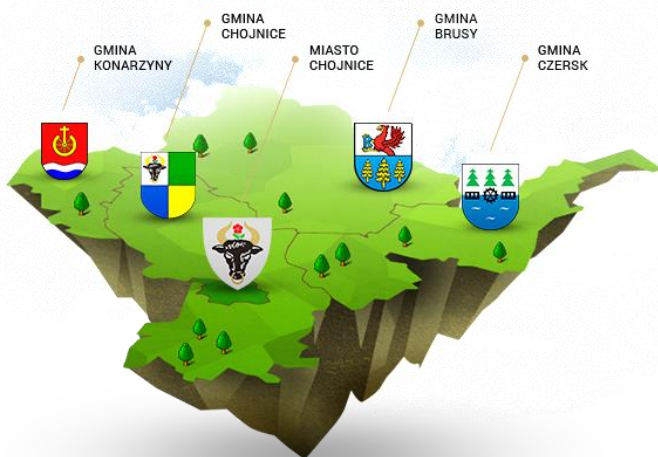 GMINA
KONARZYNY
GMINA
CHOJNICE
MIASTO
CHOJNICE
GMINA
BRUSY
GMINA
CZERSK